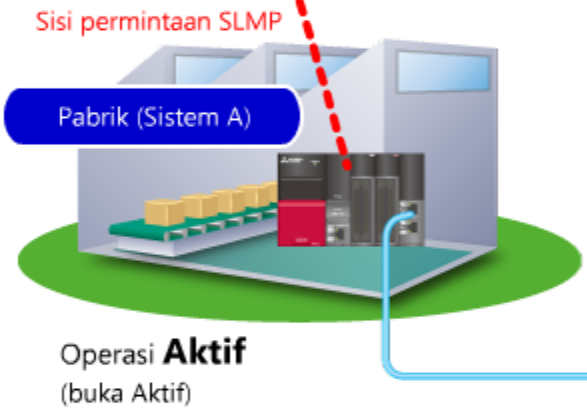 Sisi permintaan SLMP
Pabrik (Sistem A)
Operasi Aktif
(buka Aktif)